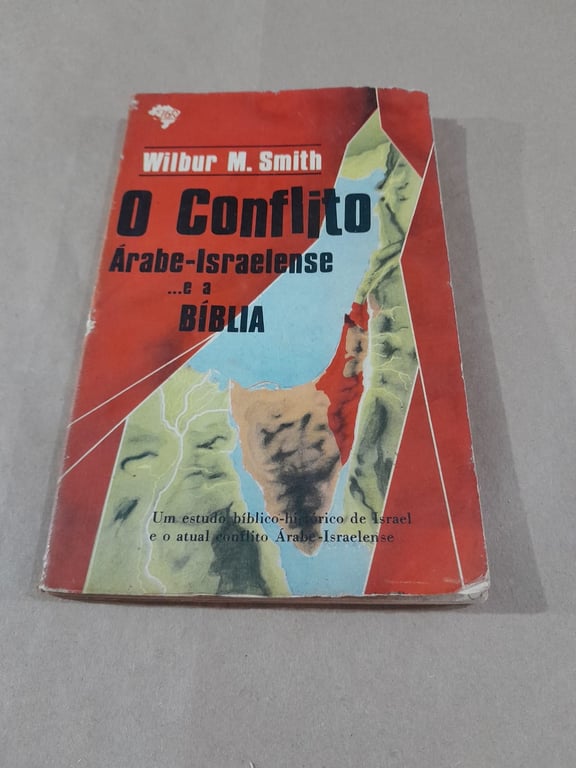 Wilbur M. Smith
O Conflito
Árabe-Israelense
...e a
BÍBLIA
Um estudo bíblico-histórico de Israel
e o atual conflito Árabe-Israelense